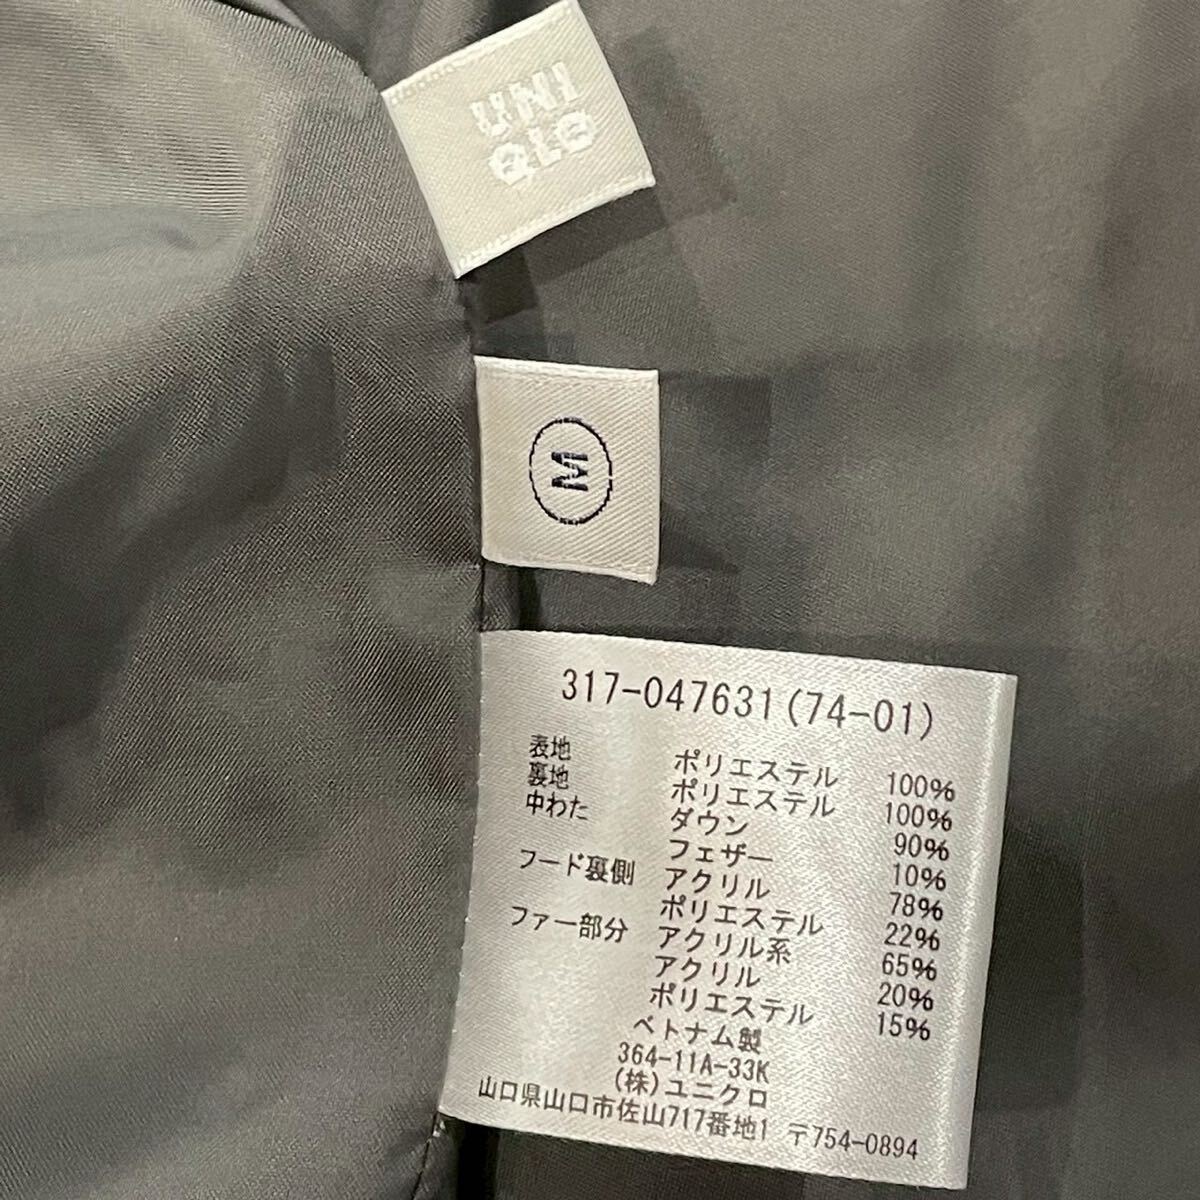 UNI
QLO
M
317-047631(74-01)
表地 ポリエステル 100%
裏地 ポリエステル 100%
中わた ダウン 90%
フェザー 10%
フード裏側 アクリル 78%
ポリエステル 22%
ファー部分 アクリル系 65%
アクリル 20%
ポリエステル 15%
ベトナム製
364-11A-33K
(株)ユニクロ
山口県山口市佐山717番地1 〒754-0894